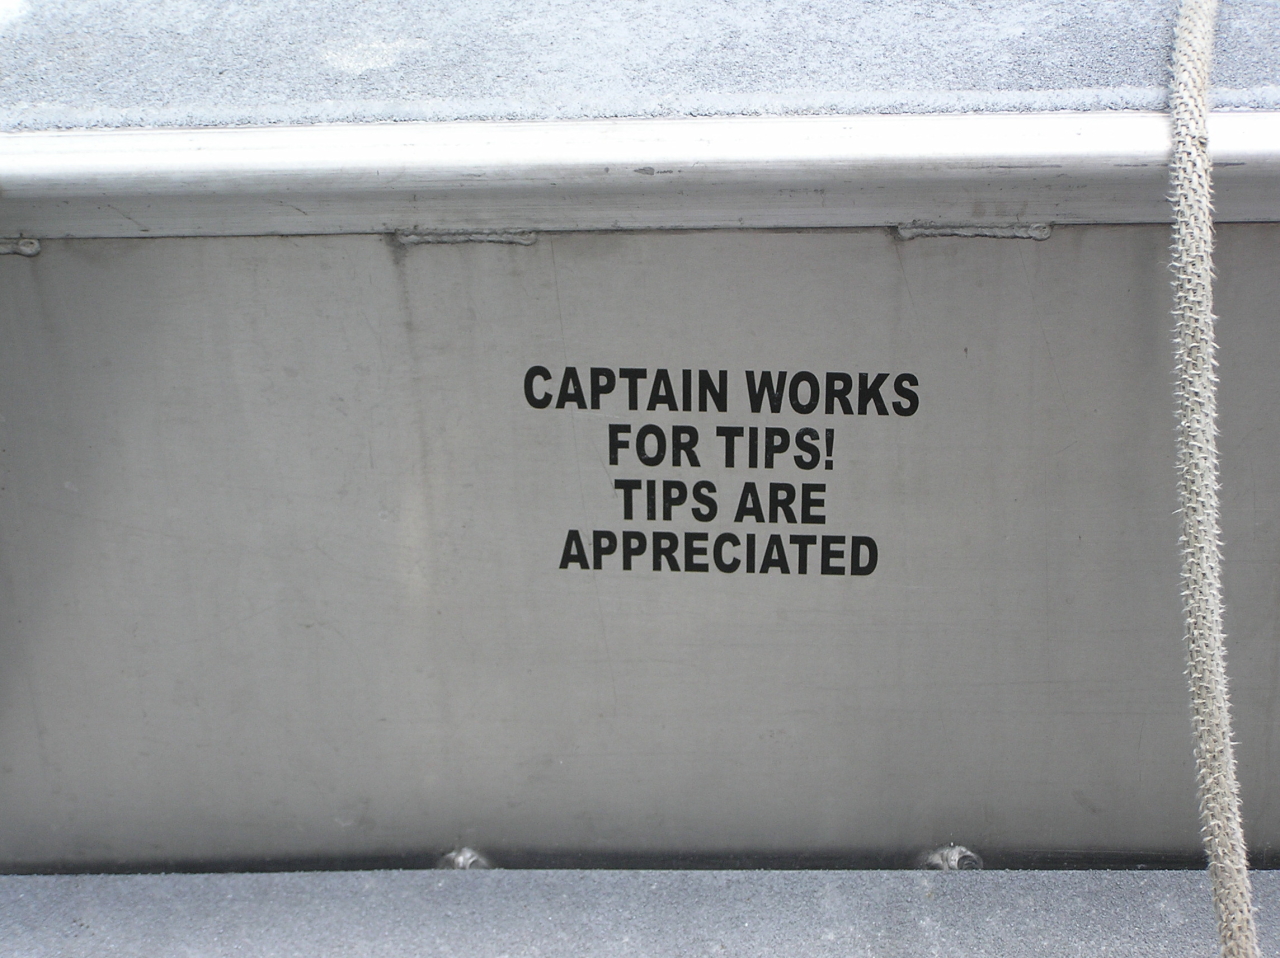 CAPTAIN WORKS
FOR TIPS!
TIPS ARE
APPRECIATED